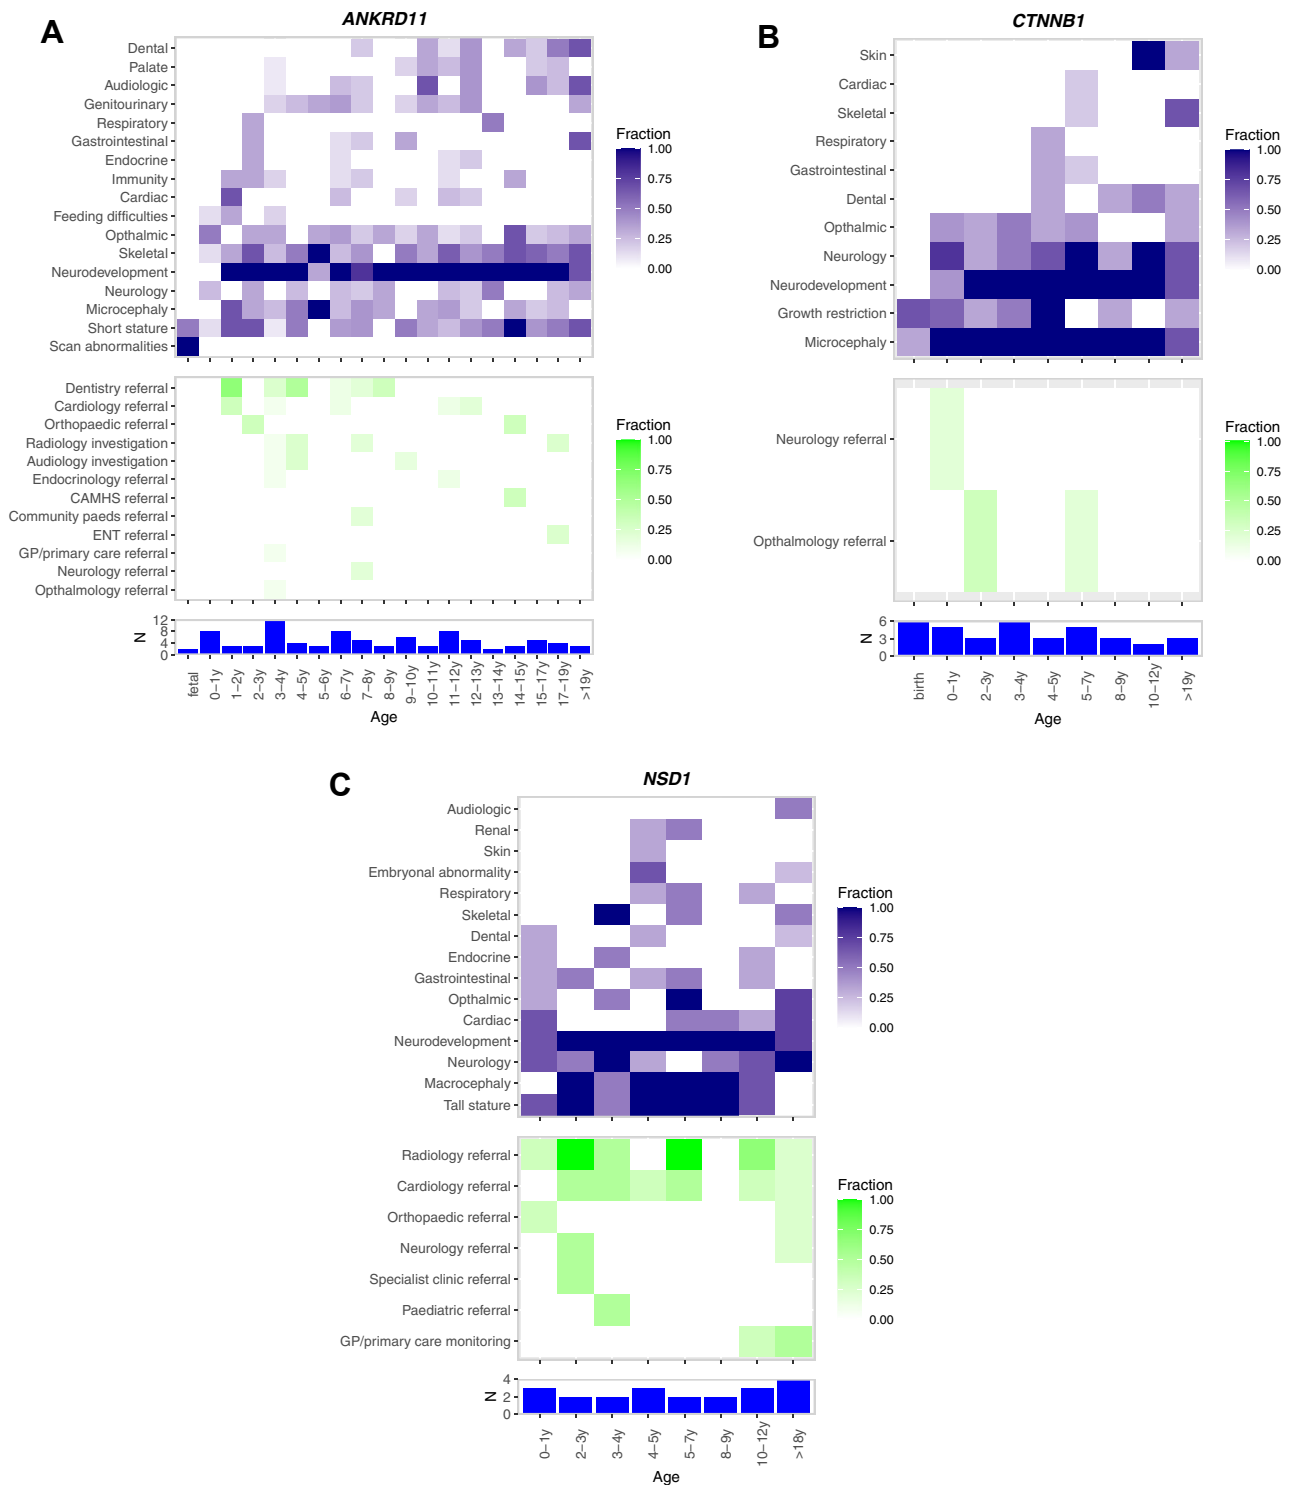 A
ANKRD11
Dental
Palate
Audiologic
Genitourinary
Respiratory
Gastrointestinal
Endocrine
Immunity
Cardiac
Feeding difficulties
Opthalmic
Skeletal
Neurodevelopment
Neurology
Microcephaly
Short stature
Scan abnormalities
Fraction
1.00
0.75
0.50
0.25
0.00
Dentistry referral
Cardiology referral
Orthopaedic referral
Radiology investigation
Audiology investigation
Endocrinology referral
CAMHS referral
Community paeds referral
ENT referral
GP/primary care referral
Neurology referral
Opthalmology referral
Fraction
1.00
0.75
0.50
0.25
0.00
N
12
8
4
0
fetal
0–1y
1–2y
2–3y
3–4y
4–5y
5–6y
6–7y
7–8y
8–9y
9–10y
10–11y
11–12y
12–13y
13–14y
14–15y
15–17y
17–19y
>19y
Age
B
CTNNB1
Skin
Cardiac
Skeletal
Respiratory
Gastrointestinal
Dental
Opthalmic
Neurology
Neurodevelopment
Growth restriction
Microcephaly
Fraction
1.00
0.75
0.50
0.25
0.00
Neurology referral
Opthalmology referral
Fraction
1.00
0.75
0.50
0.25
0.00
N
6
3
0
birth
0–1y
2–3y
3–4y
4–5y
5–7y
8–9y
10–12y
>19y
Age
C
NSD1
Audiologic
Renal
Skin
Embryonal abnormality
Respiratory
Skeletal
Dental
Endocrine
Gastrointestinal
Opthalmic
Cardiac
Neurodevelopment
Neurology
Macrocephaly
Tall stature
Fraction
1.00
0.75
0.50
0.25
0.00
Radiology referral
Cardiology referral
Orthopaedic referral
Neurology referral
Specialist clinic referral
Paediatric referral
GP/primary care monitoring
Fraction
1.00
0.75
0.50
0.25
0.00
N
4
2
0
0–1y
2–3y
3–4y
4–5y
5–7y
8–9y
10–12y
>18y
Age